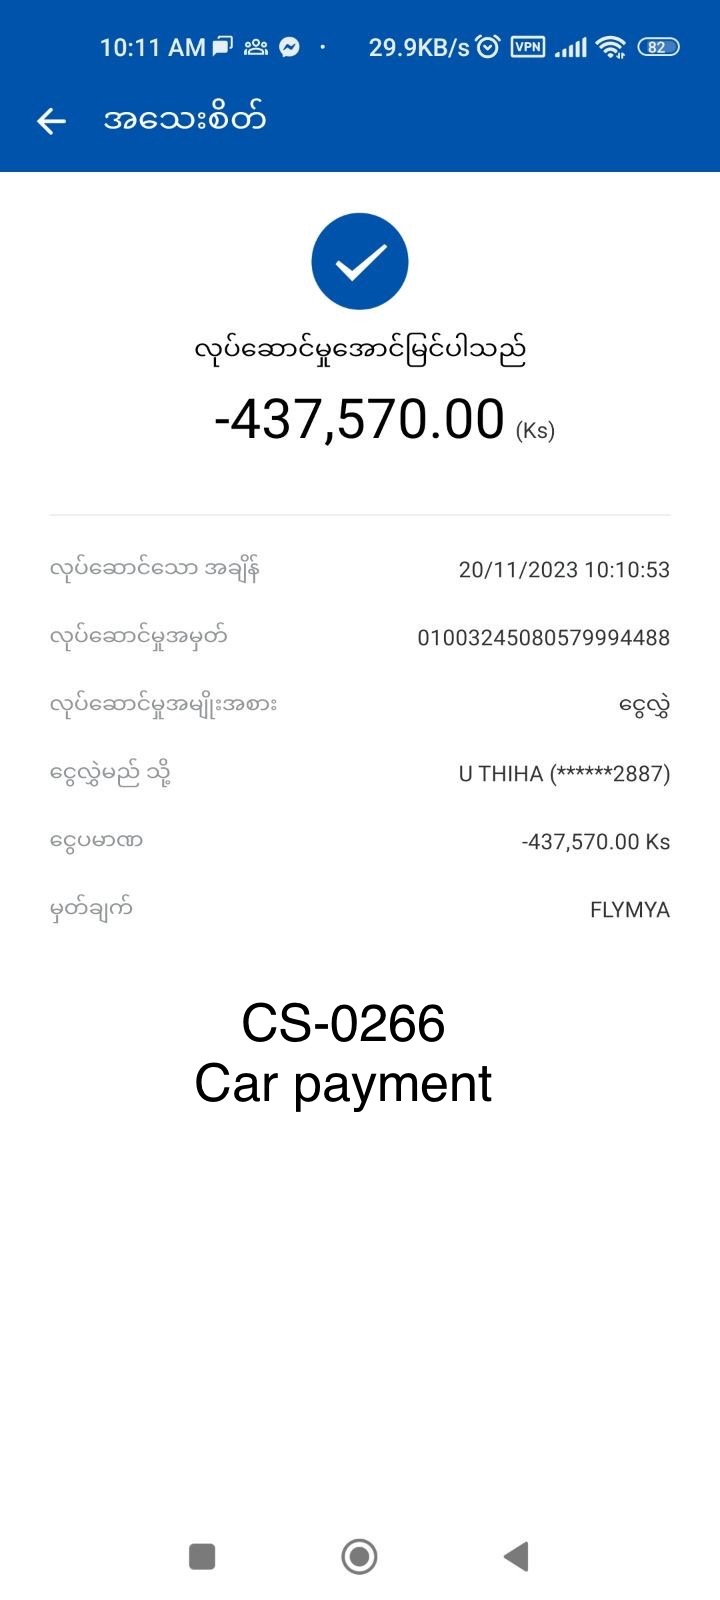 10:11 AM 29.9KB/s VPN 82
အသေးစိတ်
လုပ်ဆောင်မှုအောင်မြင်ပါသည်
-437,570.00 (Ks)
လုပ်ဆောင်သော အချိန် 20/11/2023 10:10:53
လုပ်ဆောင်မှုအမှတ် 01003245080579994488
လုပ်ဆောင်မှုအမျိုးအစား ငွေလွှဲ
ငွေလွှဲမည် သို့ U THIHA (******2887)
ငွေပမာဏ -437,570.00 Ks
မှတ်ချက် FLYMYA
CS-0266
Car payment